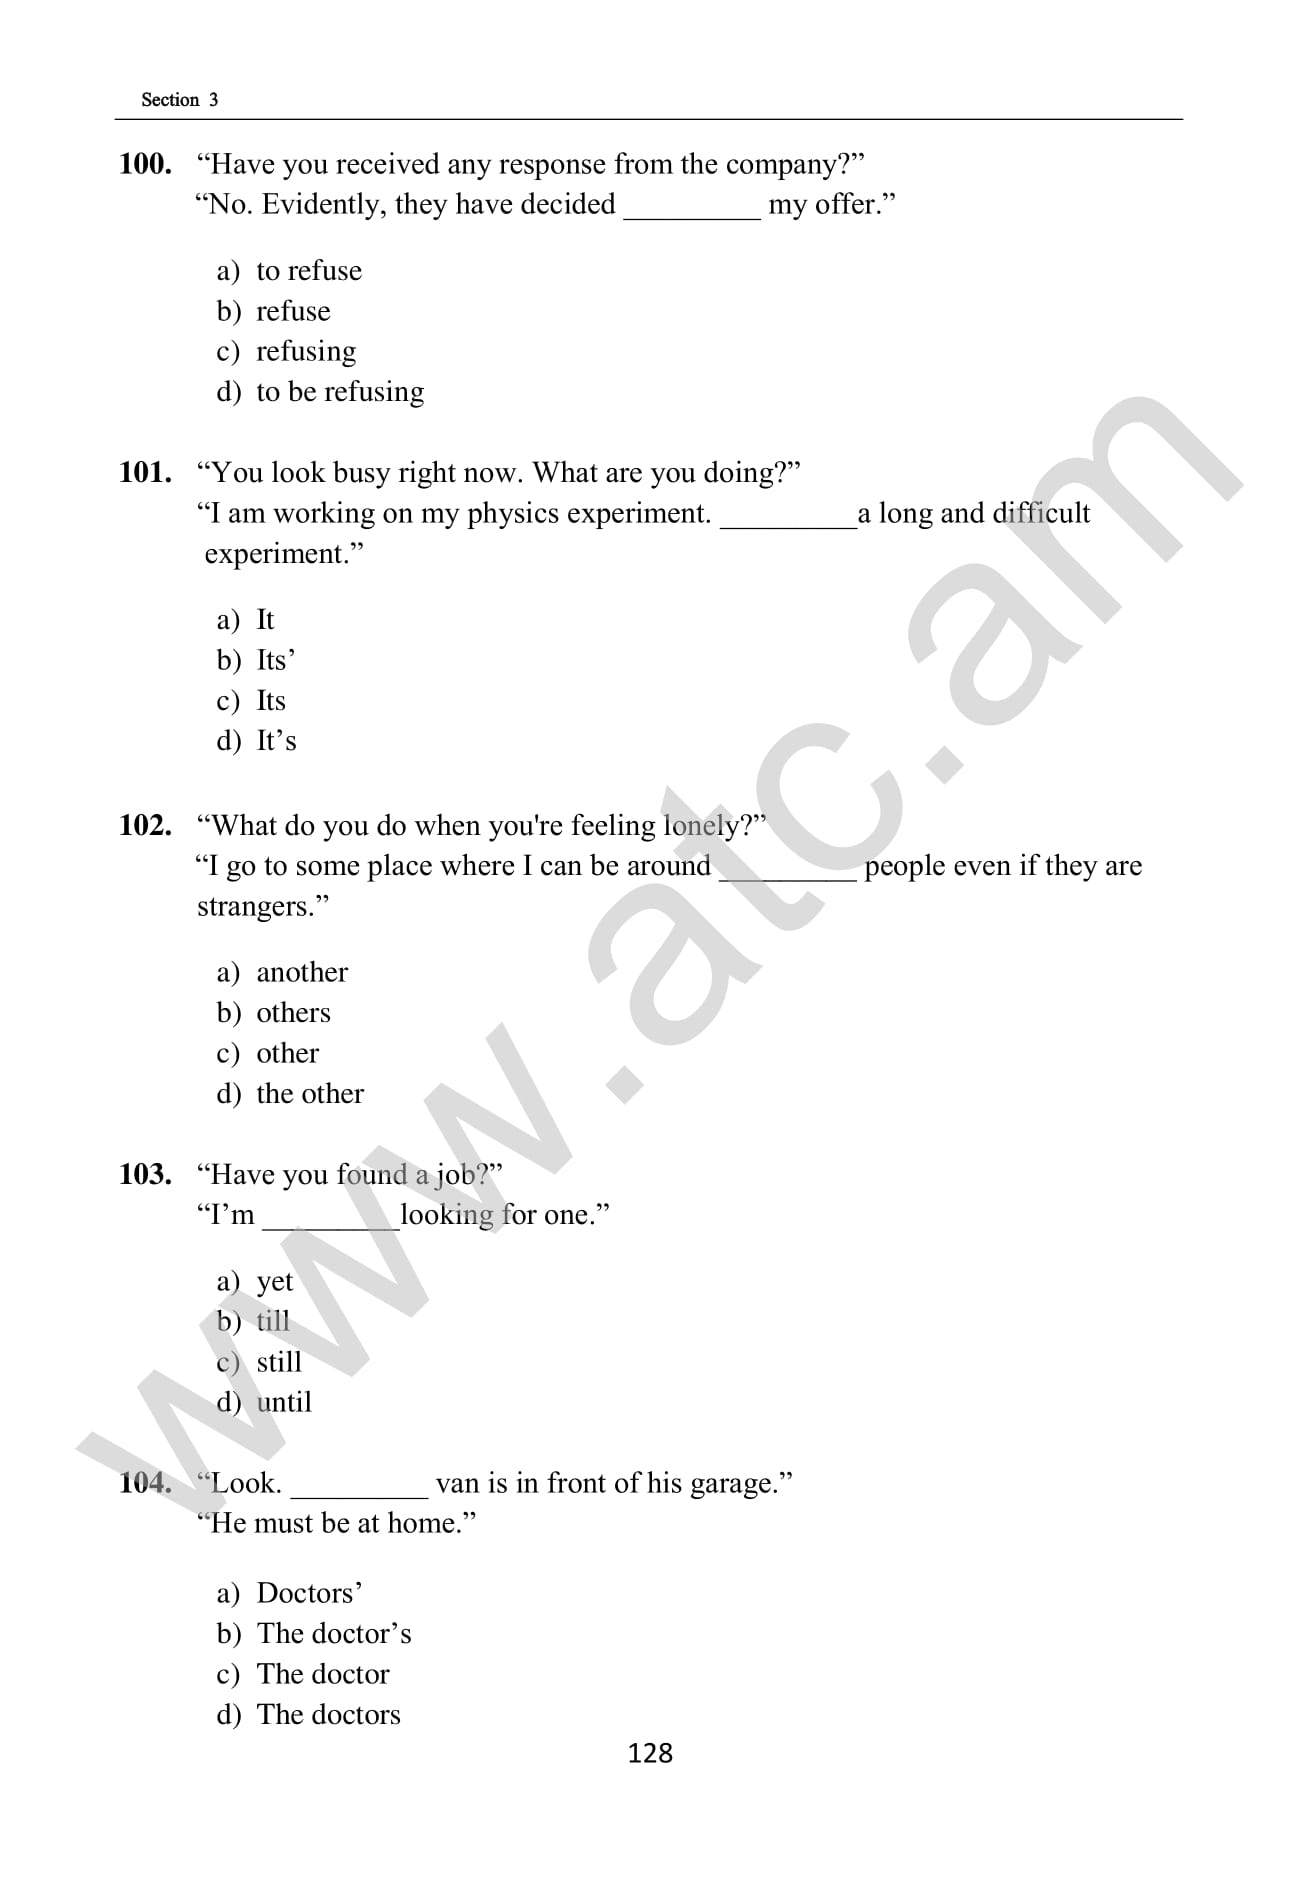 Section 3
100. “Have you received any response from the company?”
“No. Evidently, they have decided _________ my offer.”
a) to refuse
b) refuse
c) refusing
d) to be refusing
101. “You look busy right now. What are you doing?”
“I am working on my physics experiment. _________a long and difficult
experiment.”
a) It
b) Its’
c) Its
d) It’s
102. “What do you do when you're feeling lonely?”
“I go to some place where I can be around _________ people even if they are
strangers.”
a) another
b) others
c) other
d) the other
103. “Have you found a job?”
“I’m _________looking for one.”
a) yet
b) till
c) still
d) until
104. “Look. _________ van is in front of his garage.”
“He must be at home.”
a) Doctors’
b) The doctor’s
c) The doctor
d) The doctors
128
www.atc.am